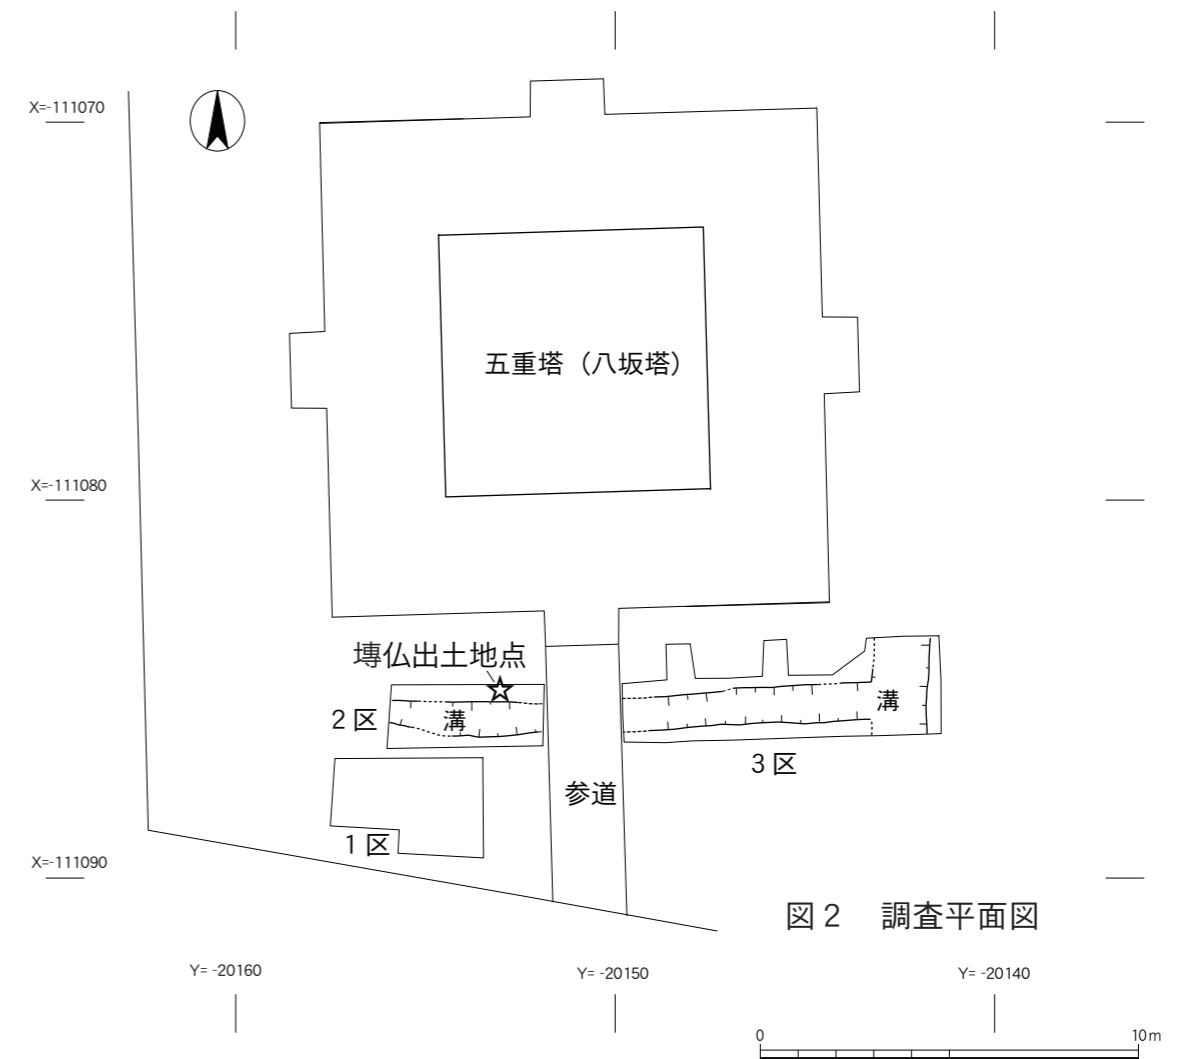 X=-111070
五重塔（八坂塔）
X=-111080
塼仏出土地点
2区
溝
溝
3区
参道
1区
X=-111090
図2 調査平面図
Y= -20160
Y= -20150
Y= -20140
0
10m